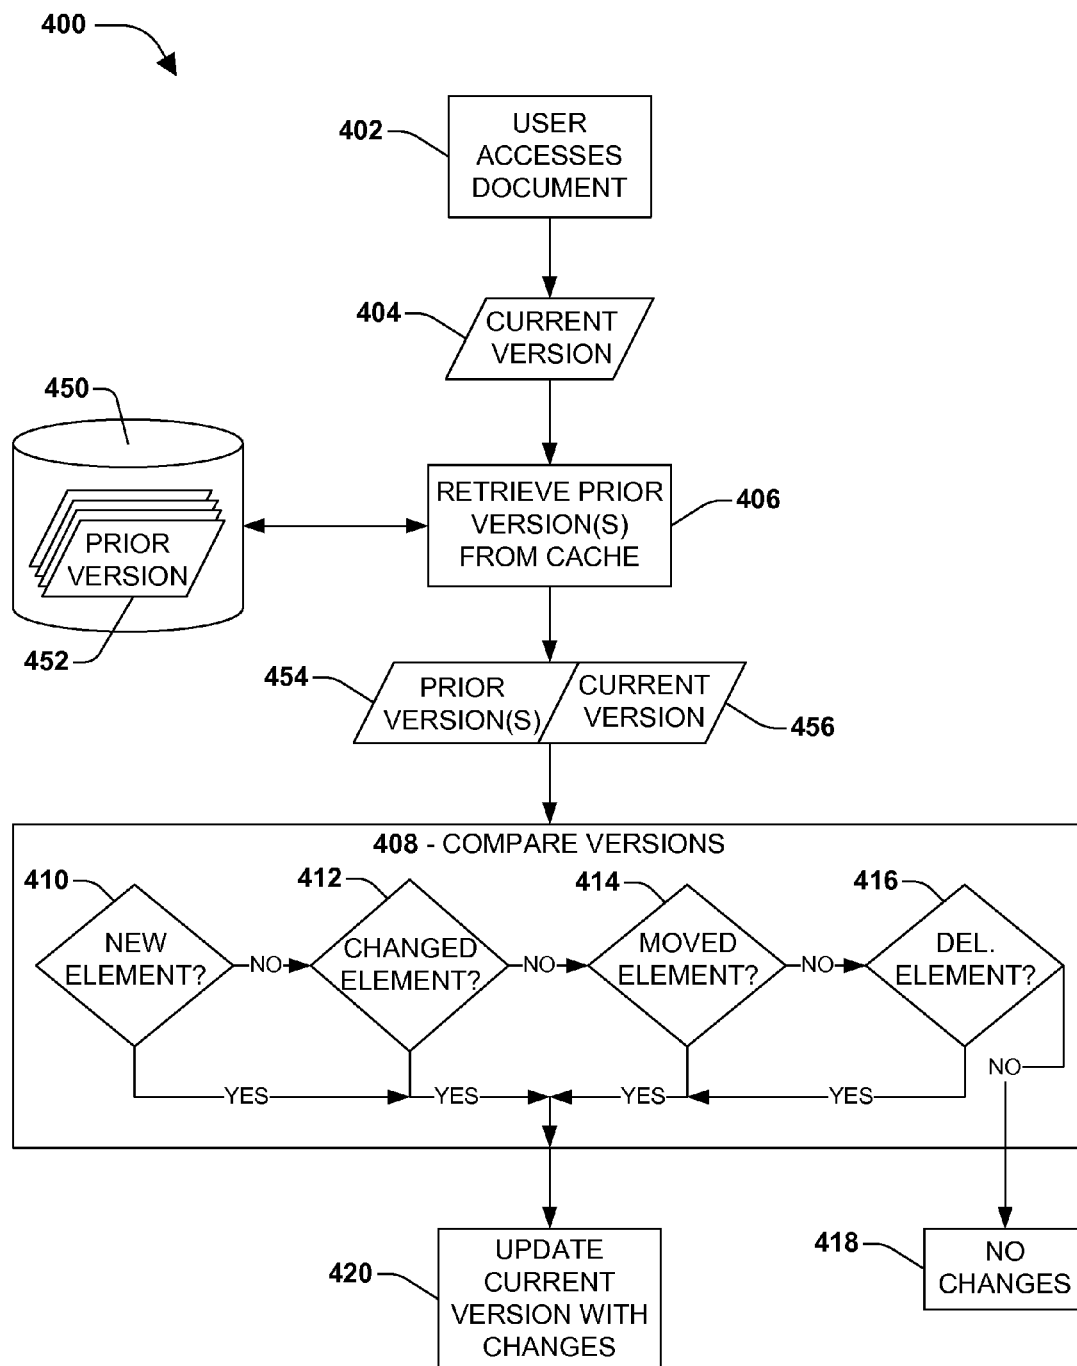 400
402
USER
ACCESSES
DOCUMENT
404
CURRENT
VERSION
450
PRIOR
VERSION
452
RETRIEVE PRIOR
VERSION(S)
FROM CACHE
406
454
PRIOR
VERSION(S)
CURRENT
VERSION
456
408 - COMPARE VERSIONS
410
NEW
ELEMENT?
NO
412
CHANGED
ELEMENT?
NO
414
MOVED
ELEMENT?
NO
416
DEL.
ELEMENT?
NO
YES
YES
YES
YES
420
UPDATE
CURRENT
VERSION WITH
CHANGES
418
NO
CHANGES